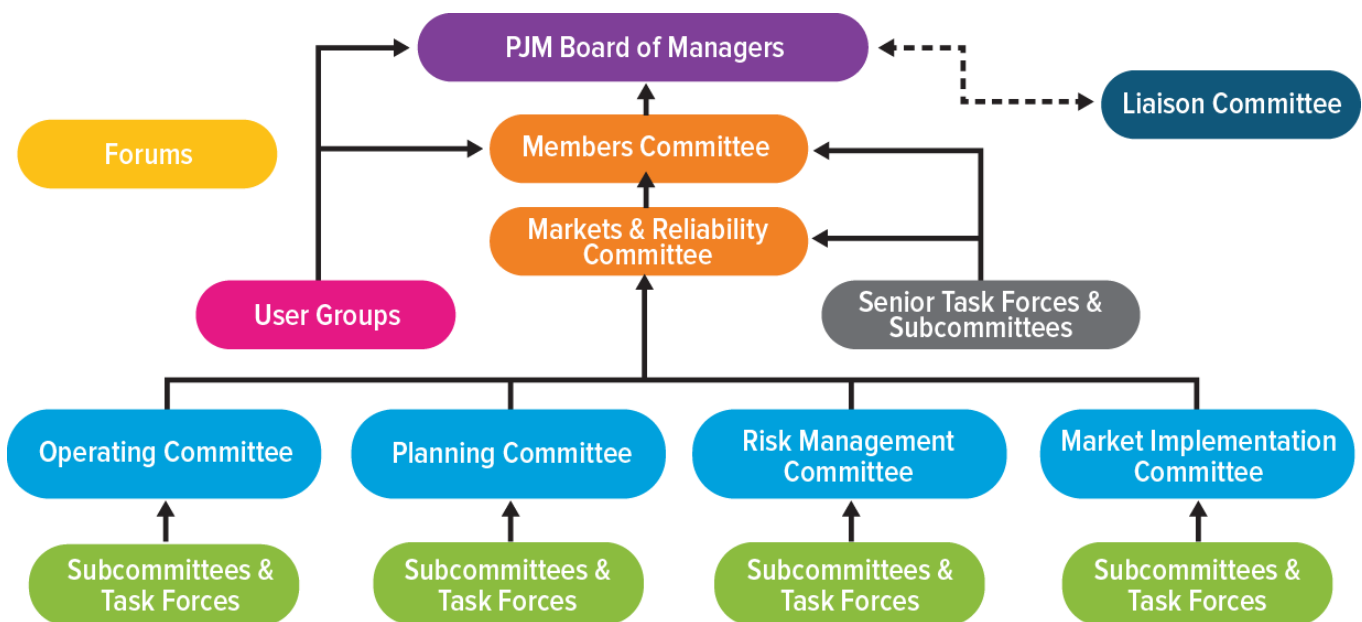 PJM Board of Managers
Liaison Committee
Forums
Members Committee
Markets & Reliability
Committee
User Groups
Senior Task Forces &
Subcommittees
Operating Committee
Planning Committee
Risk Management
Committee
Market Implementation
Committee
Subcommittees &
Task Forces
Subcommittees &
Task Forces
Subcommittees &
Task Forces
Subcommittees &
Task Forces